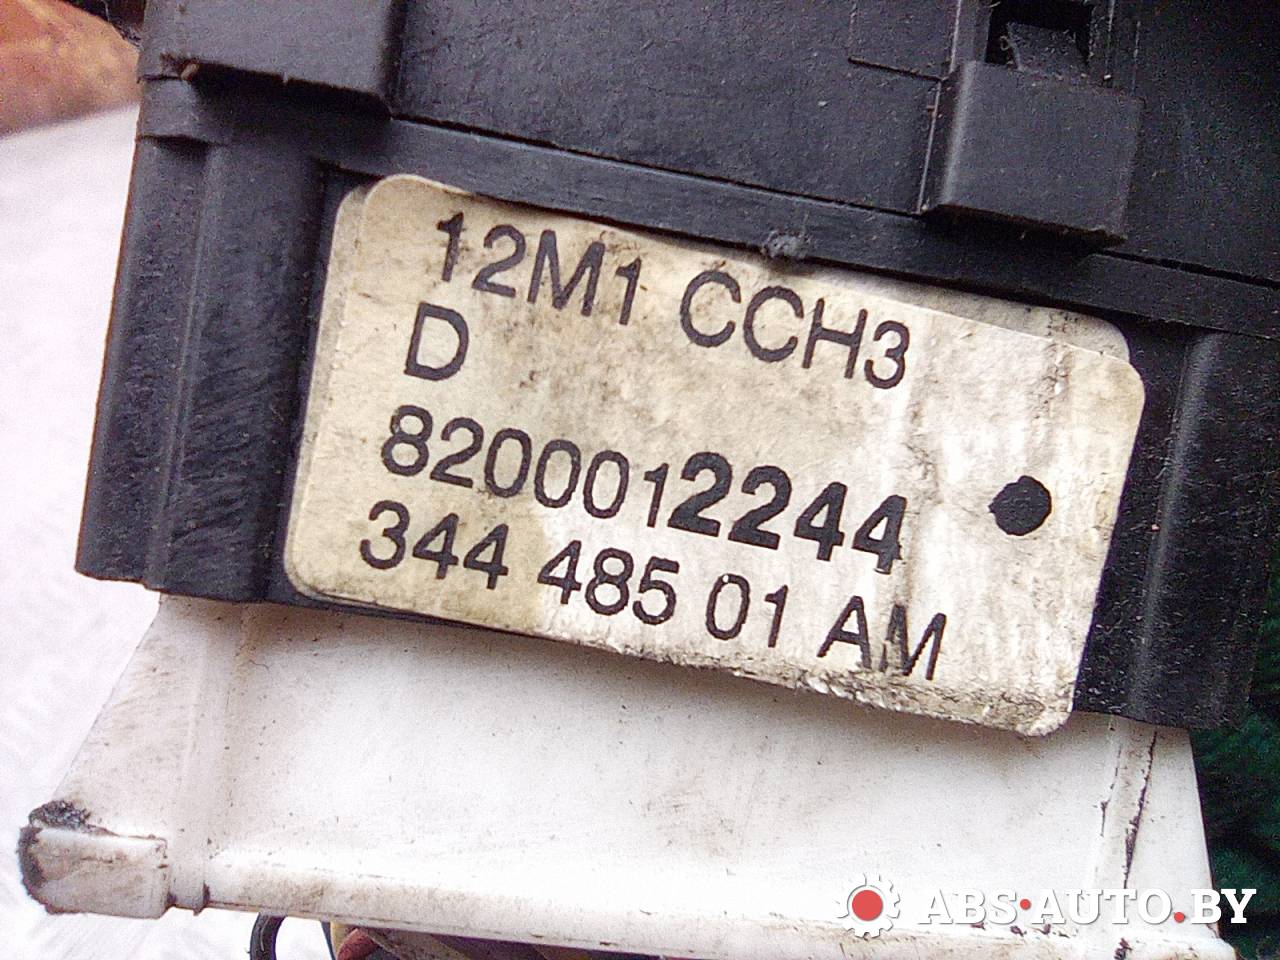 12M1 CCH3
D
8200012244
344 485 01 AM
ABS•AUTO.BY